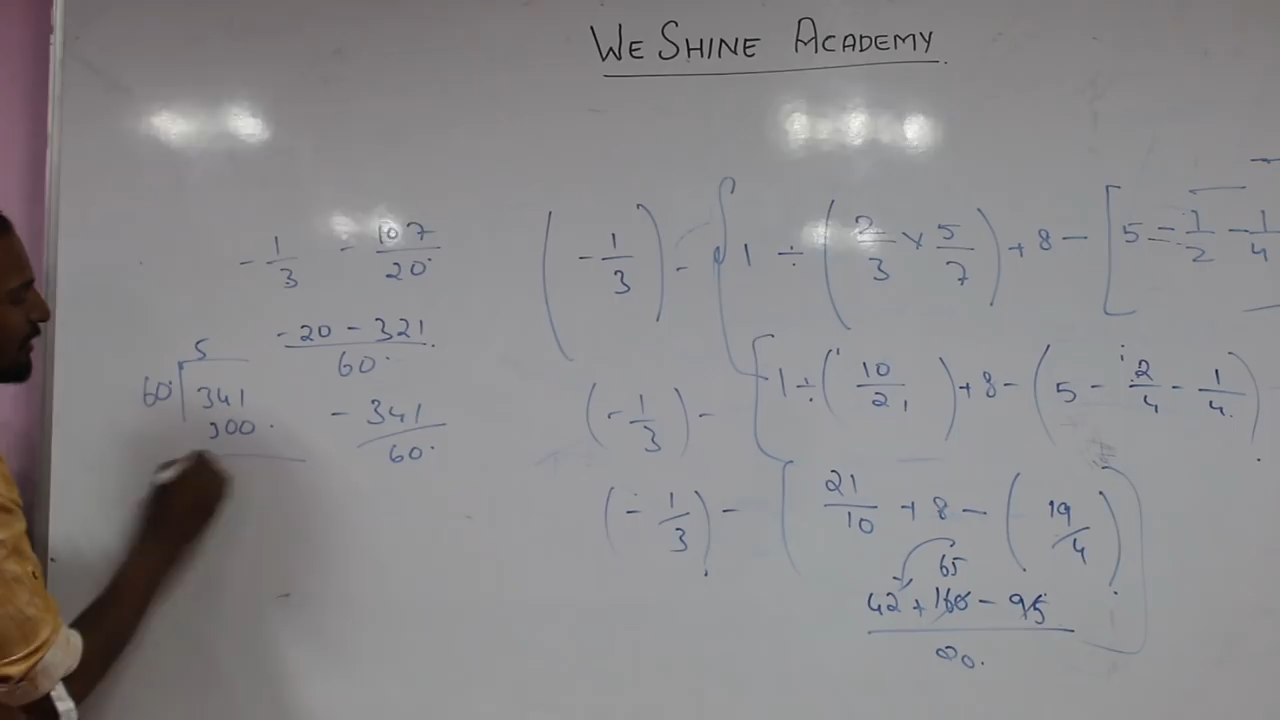 WE SHINE ACADEMY
(-1/3) - { 1 ÷ (2/3 × 5/7) + 8 - [5 - 1/2 - 1/4
(-1/3) - { 1 ÷ (10/21) + 8 - (5 - 2/4 - 1/4)
(-1/3) - { 21/10 + 8 - (19/4)
65
42 + 160 - 95
20.
-1/3 - 107/20
-20 - 321/60
-341/60
5
60 341
300